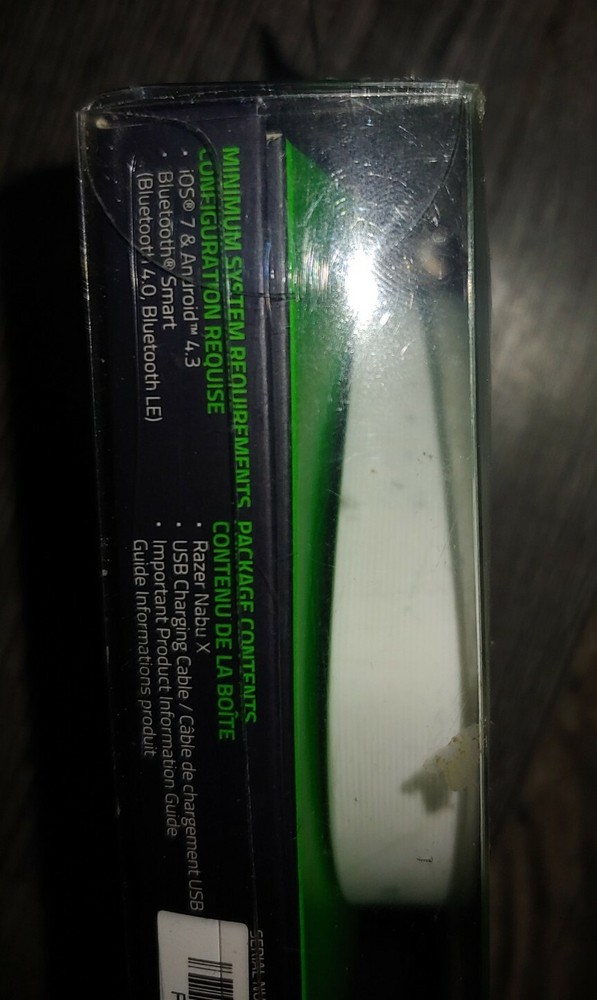 MINIMUM SYSTEM REQUIREMENTS
CONFIGURATION REQUISE
• iOS® 7 & Android™ 4.3
• Bluetooth® Smart
(Bluetooth 4.0, Bluetooth LE)
PACKAGE CONTENTS
CONTENU DE LA BOÎTE
• Razer Nabu X
• USB Charging Cable / Câble de chargement USB
• Important Product Information Guide
Guide Informations produit
SERIAL